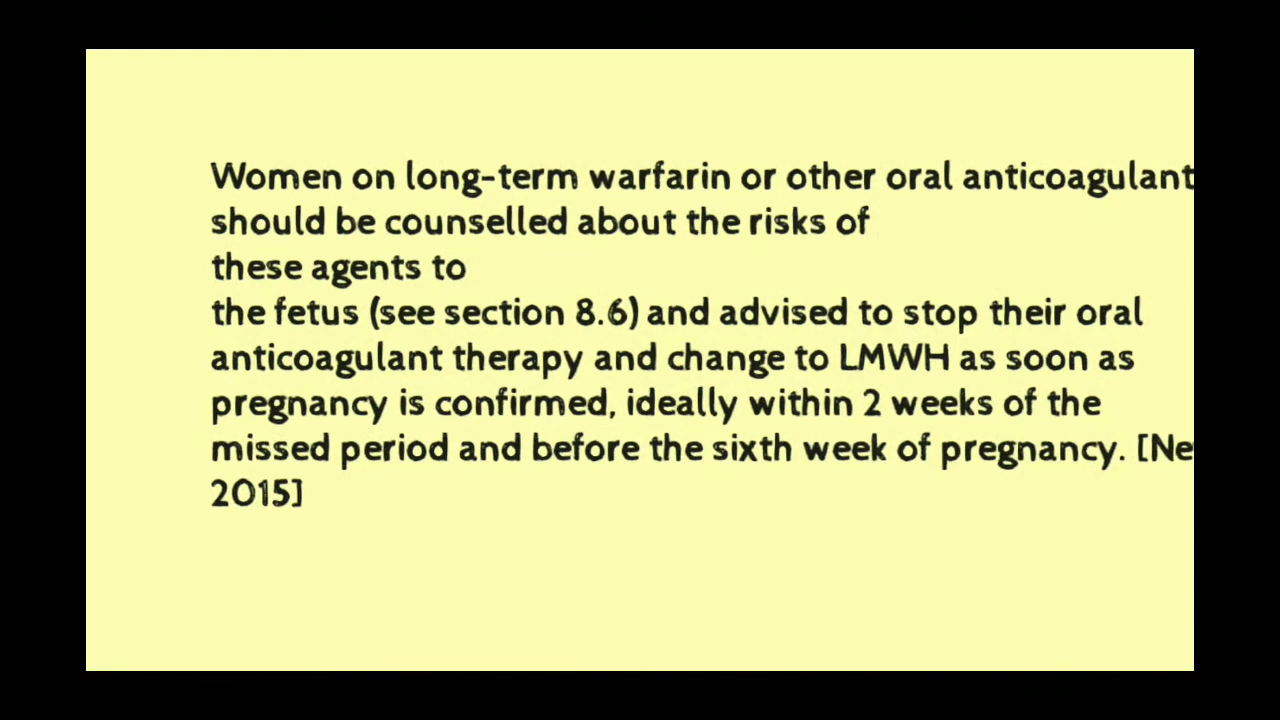 Women on long-term warfarin or other oral anticoagulant
should be counselled about the risks of
these agents to
the fetus (see section 8.6) and advised to stop their oral
anticoagulant therapy and change to LMWH as soon as
pregnancy is confirmed, ideally within 2 weeks of the
missed period and before the sixth week of pregnancy. [Ne
2015]